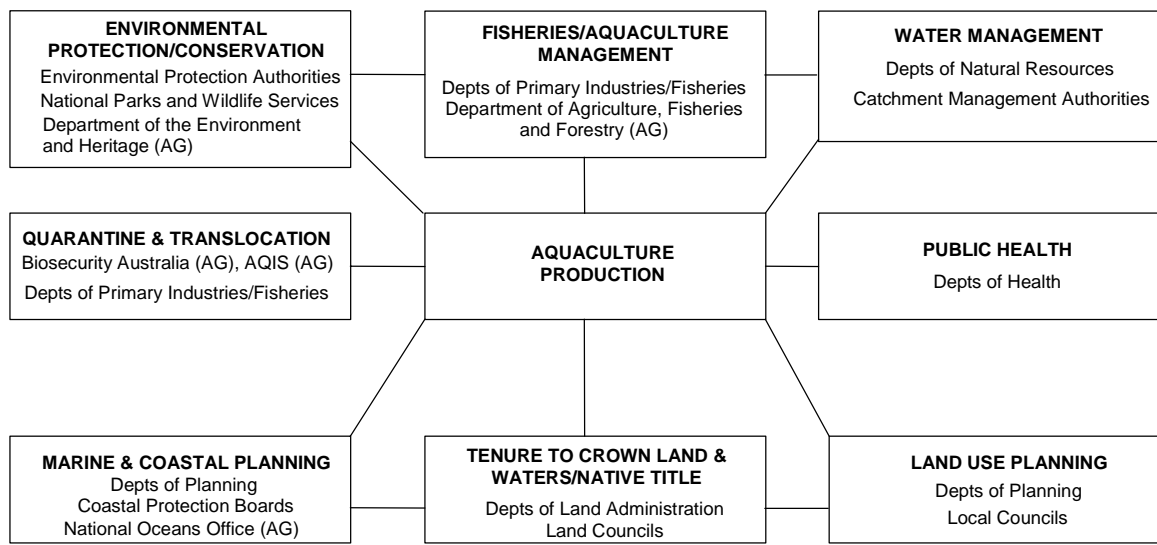 ENVIRONMENTAL
PROTECTION/CONSERVATION
Environmental Protection Authorities
National Parks and Wildlife Services
Department of the Environment
and Heritage (AG)
FISHERIES/AQUACULTURE
MANAGEMENT
Depts of Primary Industries/Fisheries
Department of Agriculture, Fisheries
and Forestry (AG)
WATER MANAGEMENT
Depts of Natural Resources
Catchment Management Authorities
QUARANTINE & TRANSLOCATION
Biosecurity Australia (AG), AQIS (AG)
Depts of Primary Industries/Fisheries
AQUACULTURE
PRODUCTION
PUBLIC HEALTH
Depts of Health
MARINE & COASTAL PLANNING
Depts of Planning
Coastal Protection Boards
National Oceans Office (AG)
TENURE TO CROWN LAND &
WATERS/NATIVE TITLE
Depts of Land Administration
Land Councils
LAND USE PLANNING
Depts of Planning
Local Councils